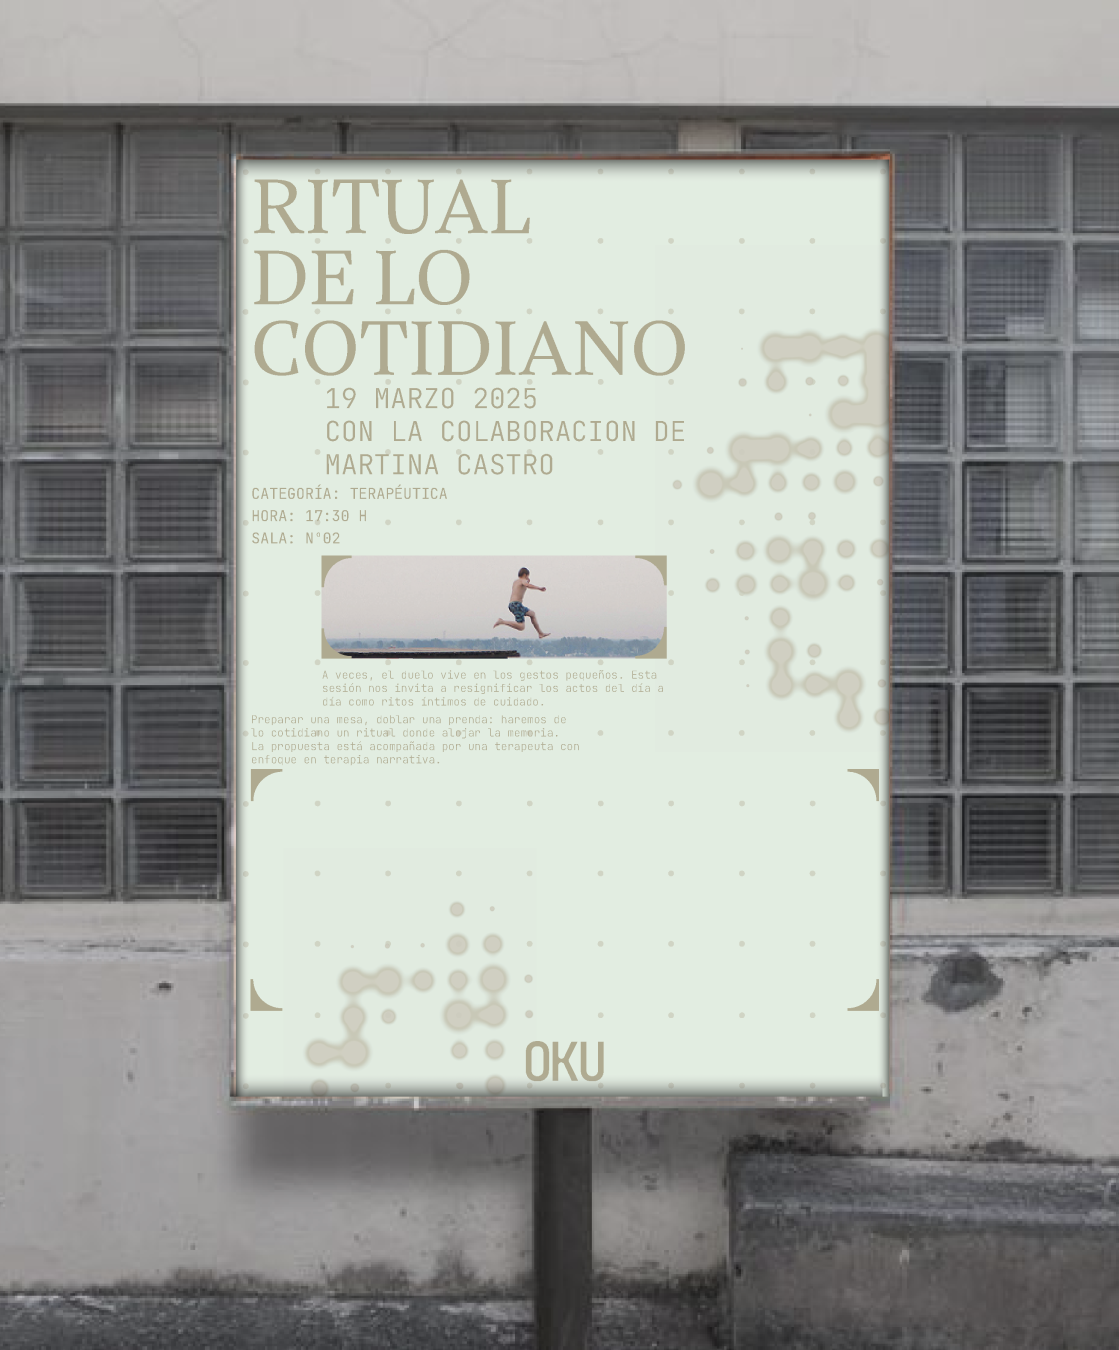 RITUAL
DE LO
COTIDIANO
19 MARZO 2025
CON LA COLABORACION DE
MARTINA CASTRO
CATEGORÍA: TERAPÉUTICA
HORA: 17:30 H
SALA: N°02
A veces, el duelo vive en los gestos pequeños. Esta
sesión nos invita a resignificar los actos del día a
día como ritos íntimos de cuidado.
Preparar una mesa, doblar una prenda: haremos de
lo cotidiano un ritual donde alojar la memoria.
La propuesta está acompañada por una terapeuta con
enfoque en terapia narrativa.
OKU